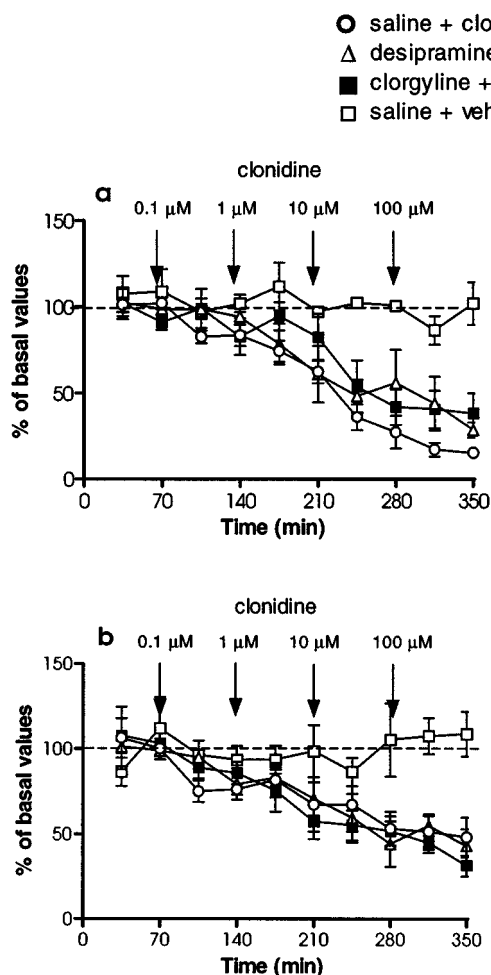 saline + clo
desipramine
clorgyline +
saline + veh
clonidine
a
0.1 µM 1 µM 10 µM 100 µM
150
100
50
0
% of basal values
0 70 140 210 280 350
Time (min)
clonidine
b
0.1 µM 1 µM 10 µM 100 µM
150
100
50
0
% of basal values
0 70 140 210 280 350
Time (min)